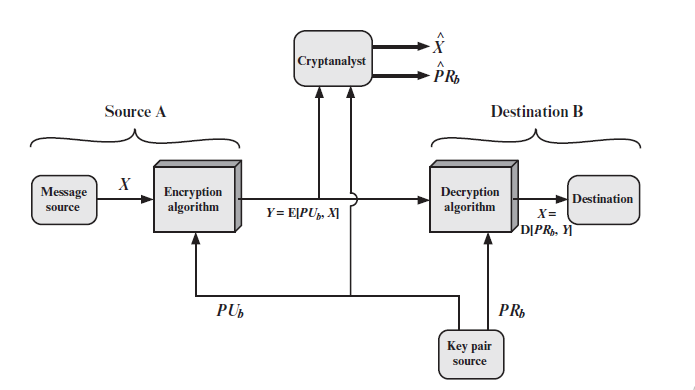 Cryptanalyst
X̂
P̂R_b
Source A
Destination B
Message
source
X
Encryption
algorithm
Y = E[PU_b, X]
Decryption
algorithm
X =
D[PR_b, Y]
Destination
PU_b
PR_b
Key pair
source